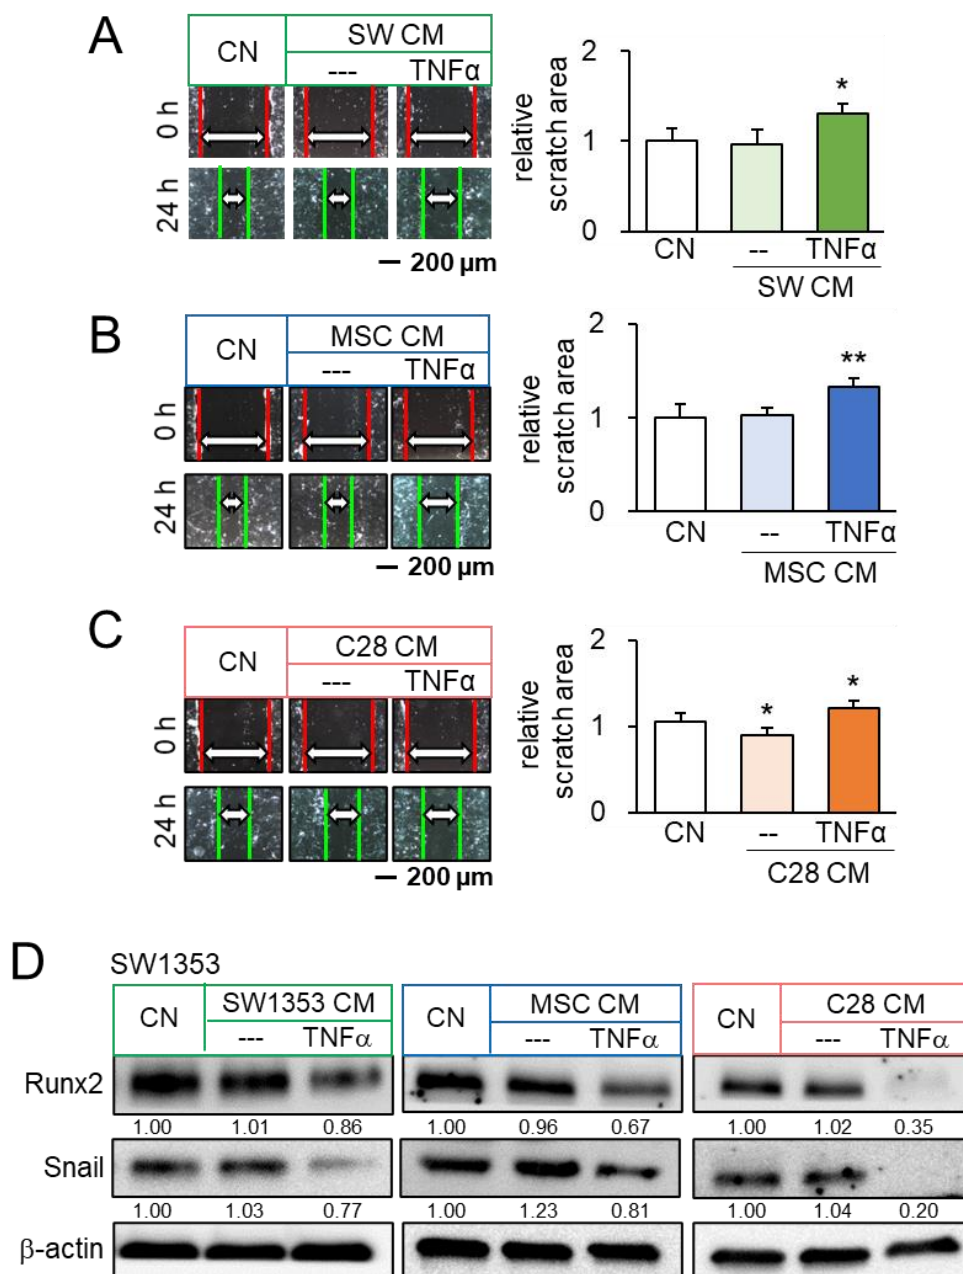 A
CN
SW CM
--- TNFα
0 h
24 h
200 µm
relative
scratch area
2
1
0
CN -- TNFα
SW CM
*
B
CN
MSC CM
--- TNFα
0 h
24 h
200 µm
relative
scratch area
2
1
0
CN -- TNFα
MSC CM
**
C
CN
C28 CM
--- TNFα
0 h
24 h
200 µm
relative
scratch area
2
1
0
CN -- TNFα
C28 CM
* *
D
SW1353
CN SW1353 CM CN MSC CM CN C28 CM
--- TNFα --- TNFα --- TNFα
Runx2
1.00 1.01 0.86 1.00 0.96 0.67 1.00 1.02 0.35
Snail
1.00 1.03 0.77 1.00 1.23 0.81 1.00 1.04 0.20
β-actin